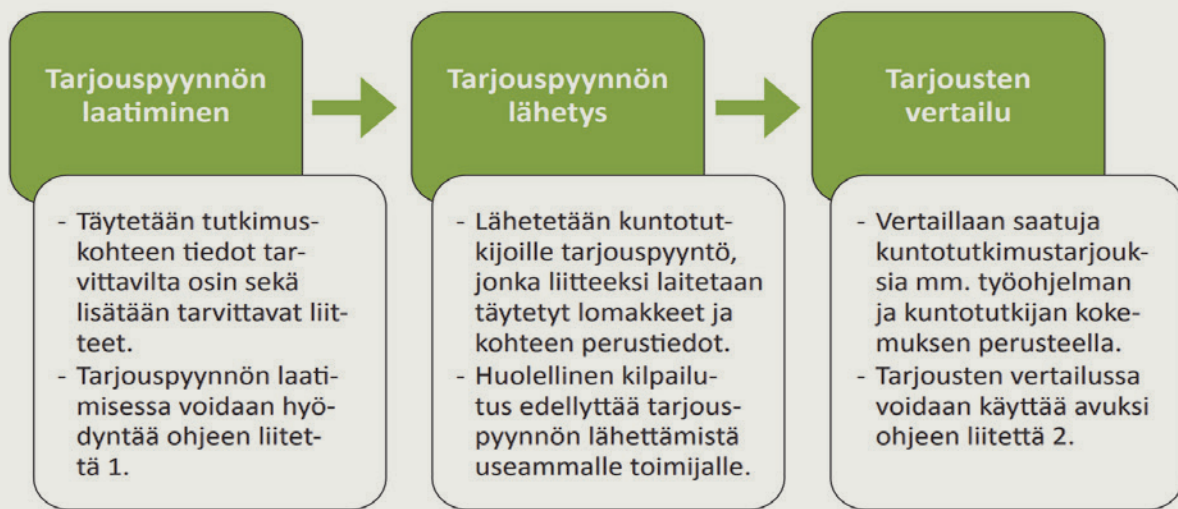 Tarjouspyynnön
laatiminen
- Täytetään tutkimus-
kohteen tiedot tar-
vittavilta osin sekä
lisätään tarvittavat liit-
teet.
- Tarjouspyynnön laati-
misessa voidaan hyö-
dyntää ohjeen liitet-
tä 1.
Tarjouspyynnön
lähetys
- Lähetetään kuntotut-
kijoille tarjouspyyntö,
jonka liitteeksi laitetaan
täytetyt lomakkeet ja
kohteen perustiedot.
- Huolellinen kilpailu-
tus edellyttää tarjous-
pyynnön lähettämistä
useammalle toimijalle.
Tarjousten
vertailu
- Vertaillaan saatuja
kuntotutkimustarjouk-
sia mm. työohjelman
ja kuntotutkijan koke-
muksen perusteella.
- Tarjousten vertailussa
voidaan käyttää avuksi
ohjeen liitettä 2.